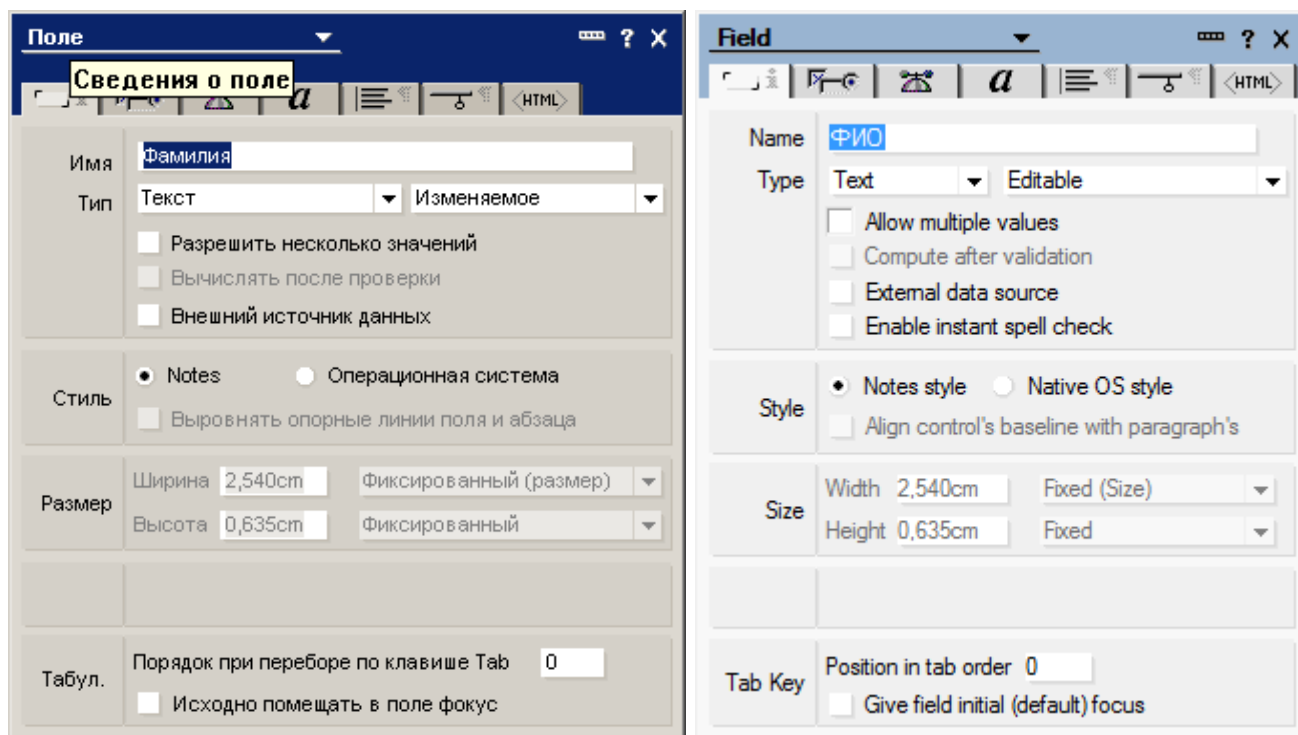 Поле
? X
Сведения о поле
a
<HTML>
Имя
Фамилия
Тип
Текст
Изменяемое
Разрешить несколько значений
Вычислять после проверки
Внешний источник данных
Стиль
Notes
Операционная система
Выровнять опорные линии поля и абзаца
Размер
Ширина 2,540cm
Фиксированный (размер)
Высота 0,635cm
Фиксированный
Табул.
Порядок при переборе по клавише Tab 0
Исходно помещать в поле фокус
Field
? X
i
a
<HTML>
Name
ФИО
Type
Text
Editable
Allow multiple values
Compute after validation
External data source
Enable instant spell check
Style
Notes style
Native OS style
Align control's baseline with paragraph's
Size
Width 2,540cm
Fixed (Size)
Height 0,635cm
Fixed
Tab Key
Position in tab order 0
Give field initial (default) focus